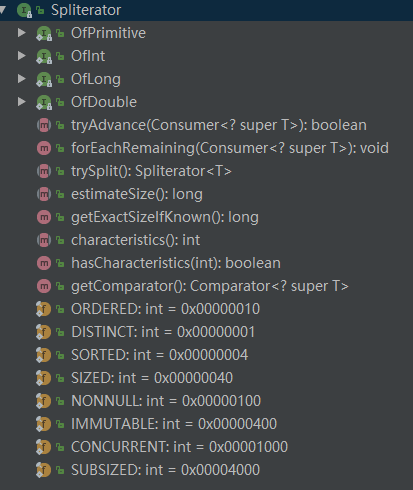 Spliterator
OfPrimitive
OfInt
OfLong
OfDouble
tryAdvance(Consumer<? super T>): boolean
forEachRemaining(Consumer<? super T>): void
trySplit(): Spliterator<T>
estimateSize(): long
getExactSizeIfKnown(): long
characteristics(): int
hasCharacteristics(int): boolean
getComparator(): Comparator<? super T>
ORDERED: int = 0x00000010
DISTINCT: int = 0x00000001
SORTED: int = 0x00000004
SIZED: int = 0x00000040
NONNULL: int = 0x00000100
IMMUTABLE: int = 0x00000400
CONCURRENT: int = 0x00001000
SUBSIZED: int = 0x00004000